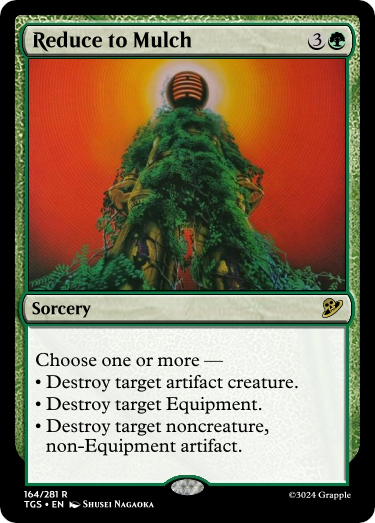 Reduce to Mulch 3
Sorcery
Choose one or more —
• Destroy target artifact creature.
• Destroy target Equipment.
• Destroy target noncreature,
non-Equipment artifact.
164/281 R
TGS • EN Shusei Nagaoka
©3024 Grapple